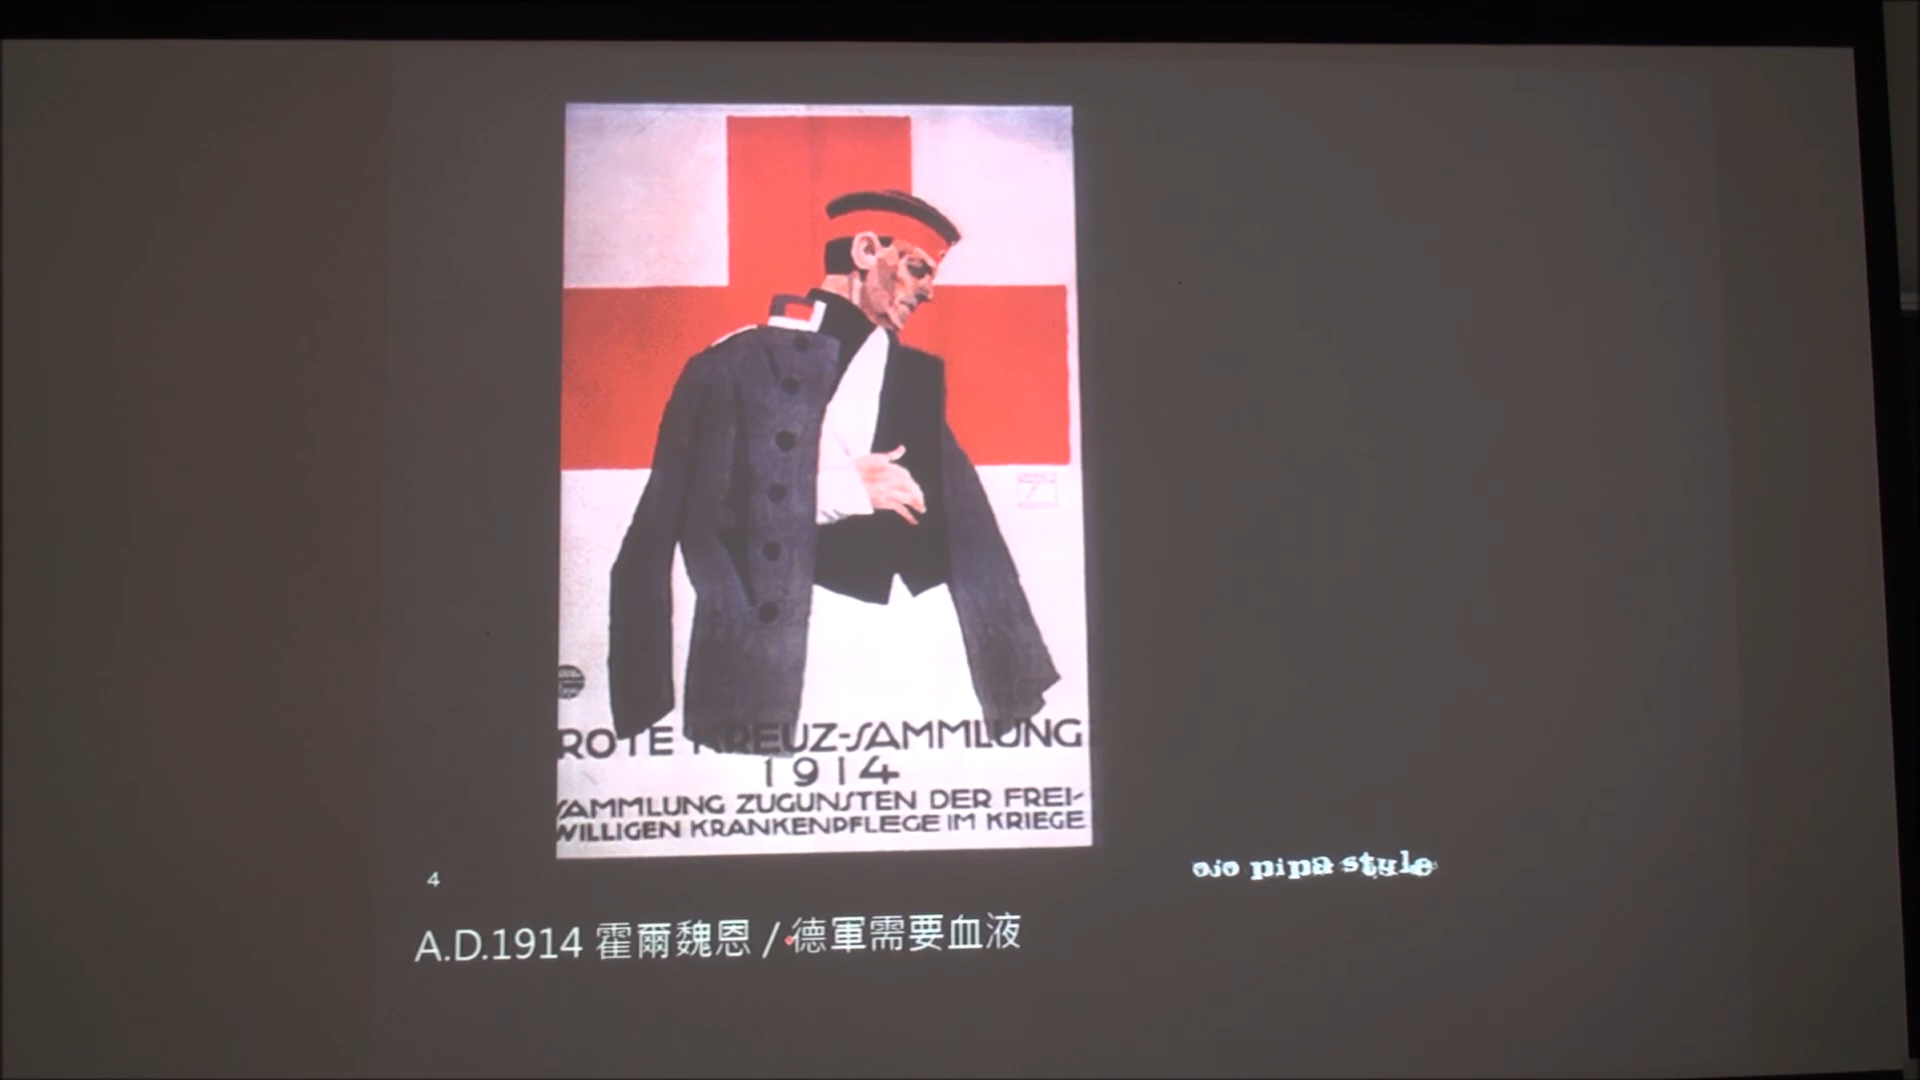 ROTE KREUZ-SAMMLUNG
1914
SAMMLUNG ZUGUNSTEN DER FREI-
WILLIGEN KRANKENPFLEGE IM KRIEGE
4
ojo pipa style
A.D.1914 霍爾魏恩 / 德軍需要血液